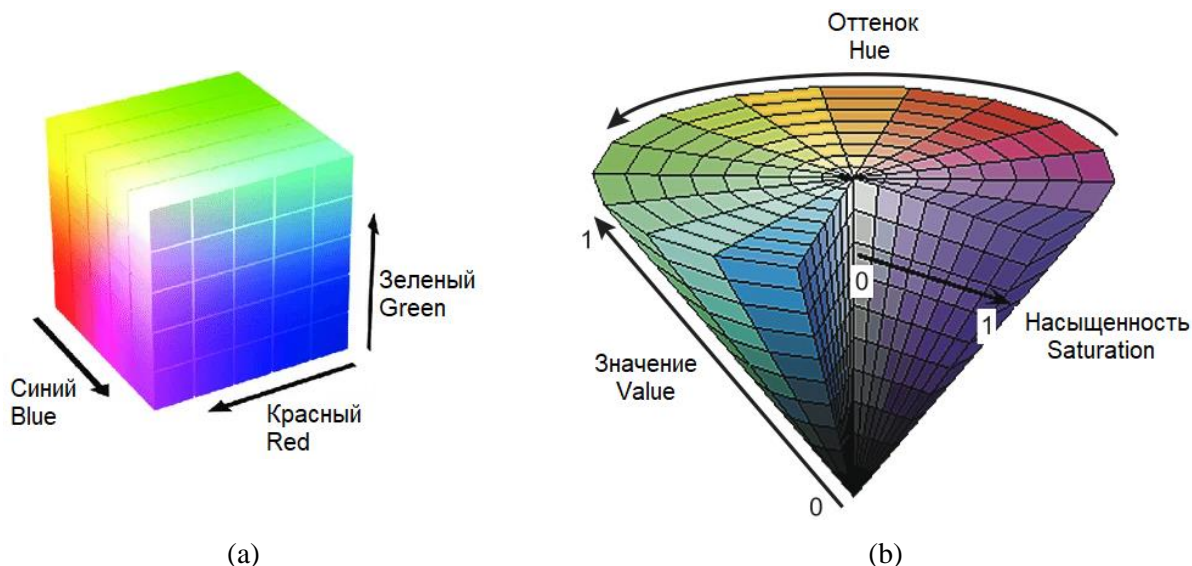 Зеленый
Green
Синий
Blue
Красный
Red
(a)
Оттенок
Hue
1
0
1
Насыщенность
Saturation
Значение
Value
0
(b)